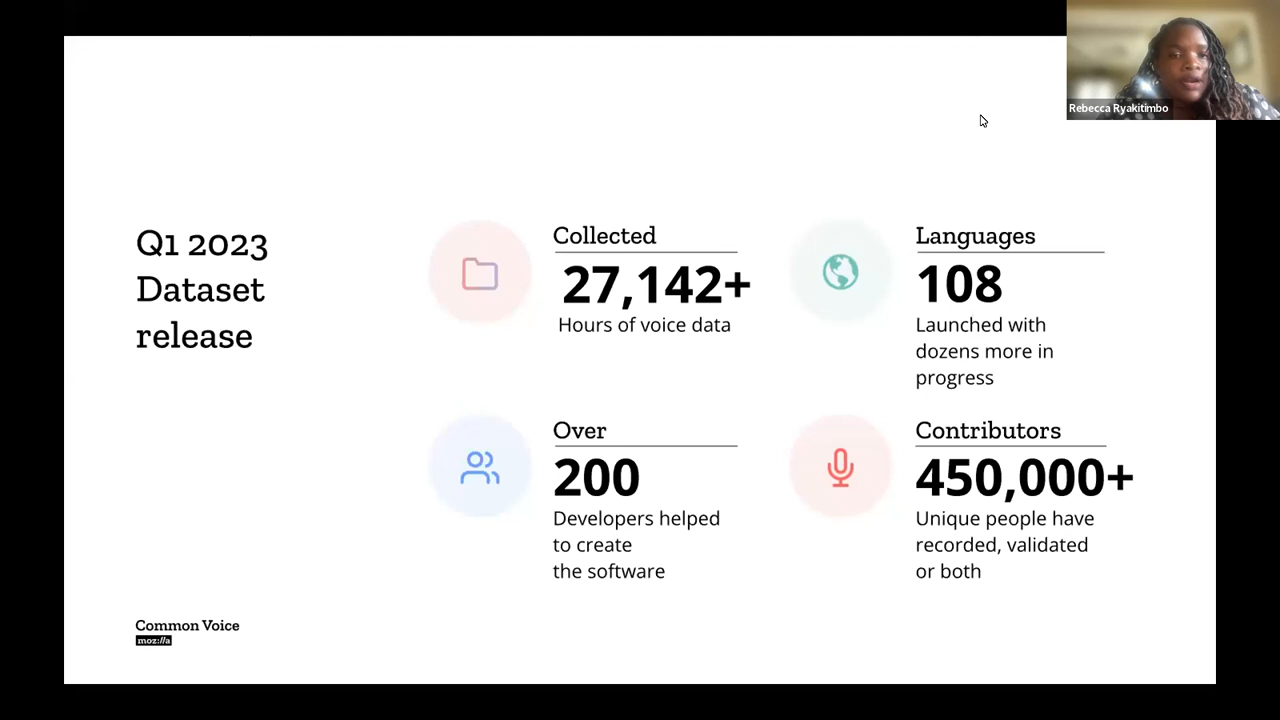 Rebecca Ryakitimbo
Q1 2023
Dataset
release
Collected
27,142+
Hours of voice data
Languages
108
Launched with
dozens more in
progress
Over
200
Developers helped
to create
the software
Contributors
450,000+
Unique people have
recorded, validated
or both
Common Voice
moz://a